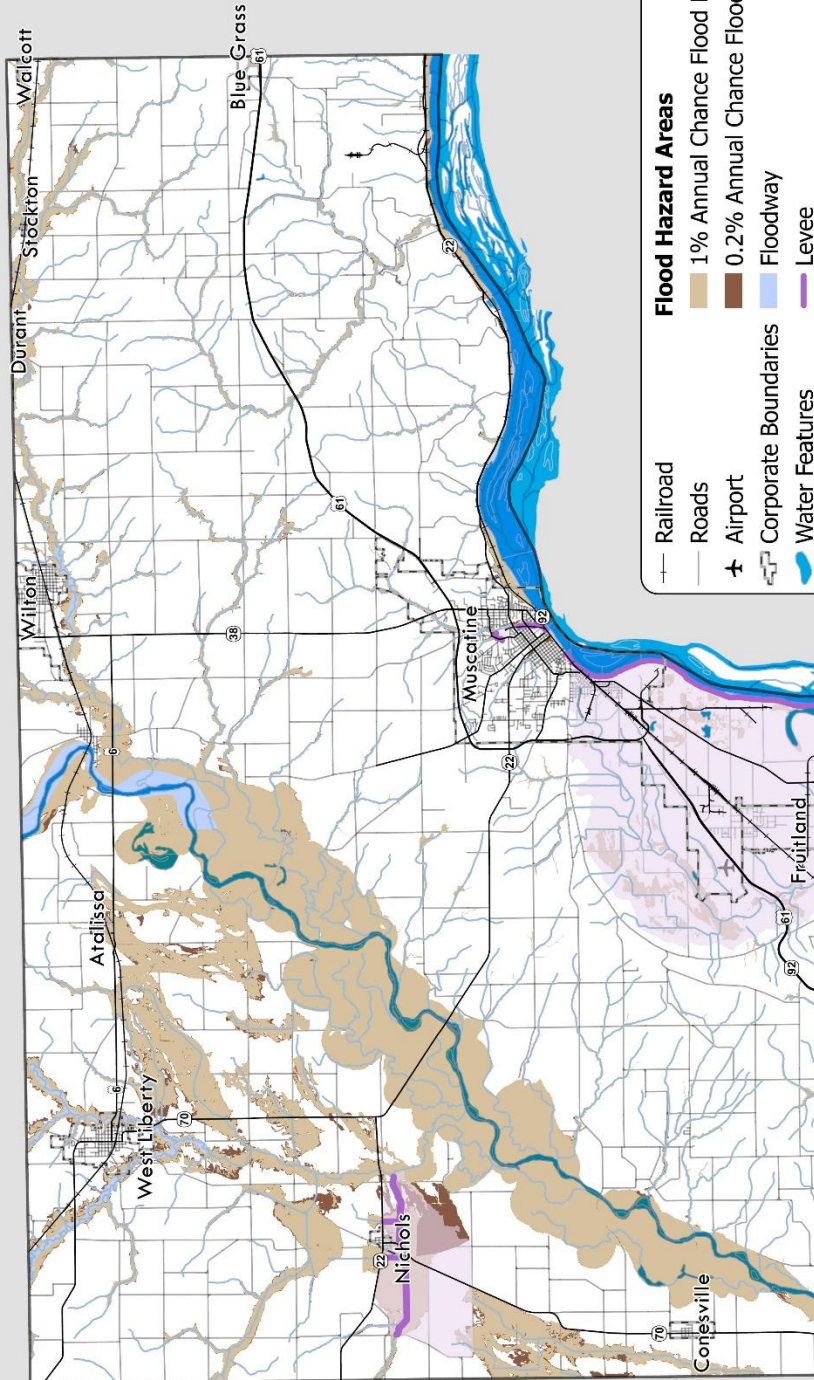 Walcott
Stockton
Durant
Blue Grass
61
Wilton
22
61
38
Muscatine
92
6
22
Atalissa
Fruitland
61
92
6
West Liberty
70
22
Nichols
70
Conesville
Railroad
Roads
Airport
Corporate Boundaries
Water Features
Flood Hazard Areas
1% Annual Chance Flood
0.2% Annual Chance
Floodway
Levee